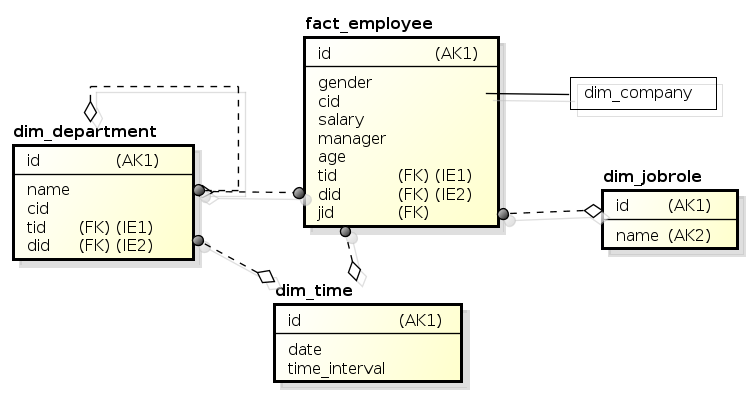 fact_employee
id (AK1)
gender
cid
salary
manager
age
tid (FK) (IE1)
did (FK) (IE2)
jid (FK)
dim_company
dim_department
id (AK1)
name
cid
tid (FK) (IE1)
did (FK) (IE2)
dim_jobrole
id (AK1)
name (AK2)
dim_time
id (AK1)
date
time_interval